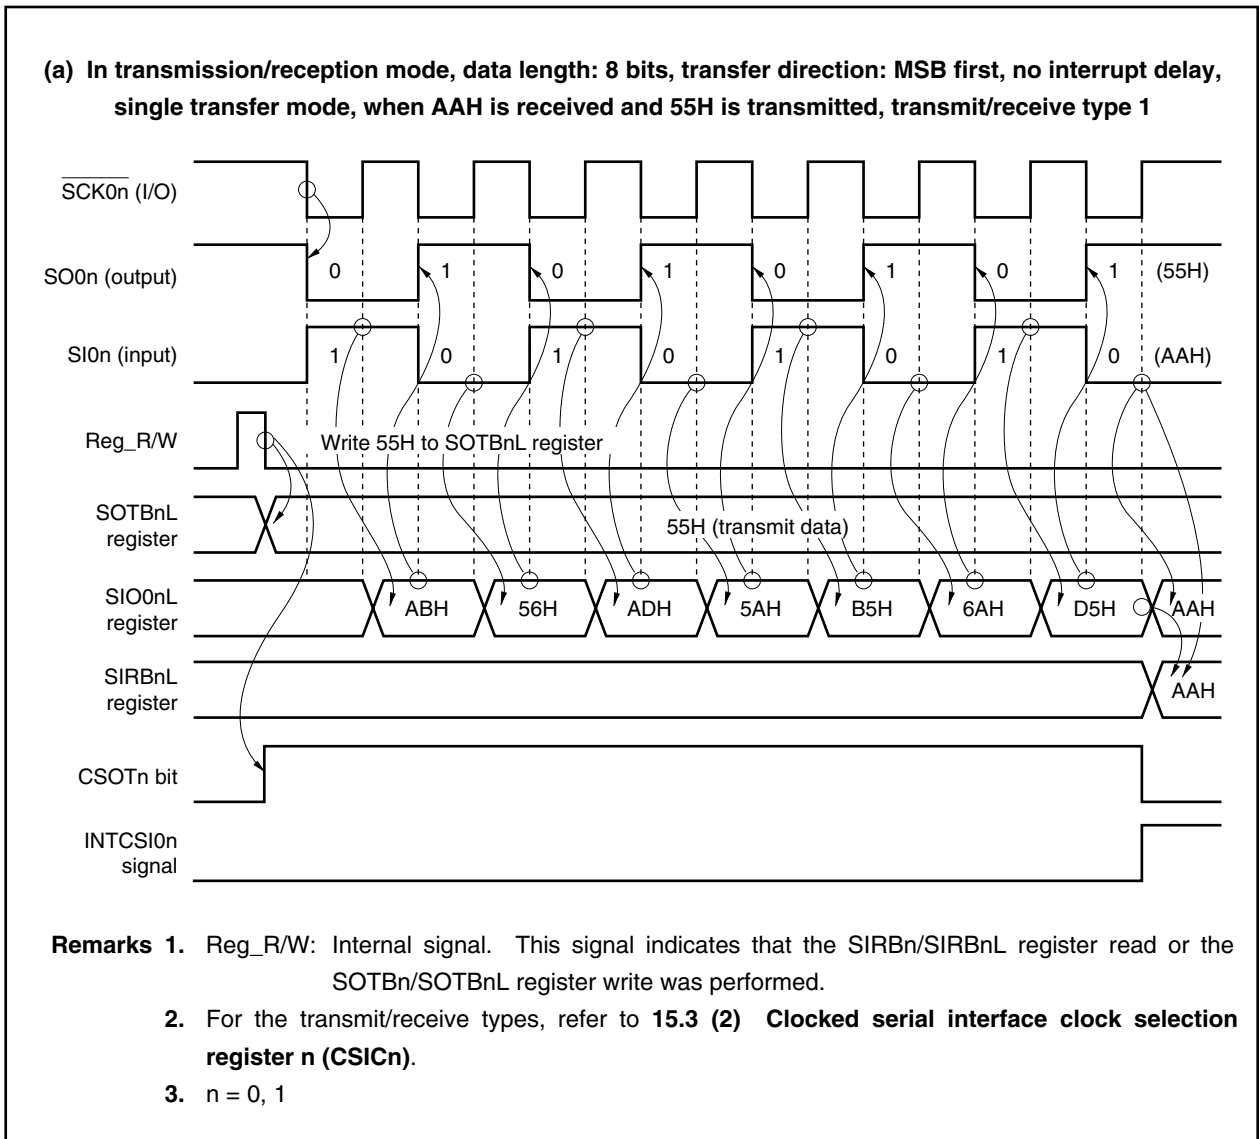 (a) In transmission/reception mode, data length: 8 bits, transfer direction: MSB first, no interrupt delay,
single transfer mode, when AAH is received and 55H is transmitted, transmit/receive type 1
SCK0n (I/O)
SO0n (output) 0 1 0 1 0 1 0 1 (55H)
SI0n (input) 1 0 1 0 1 0 1 0 (AAH)
Reg_R/W Write 55H to SOTBnL register
SOTBnL
register
55H (transmit data)
SIO0nL
register
ABH 56H ADH 5AH B5H 6AH D5H AAH
SIRBnL
register
AAH
CSOTn bit
INTCSI0n
signal
Remarks 1. Reg_R/W: Internal signal. This signal indicates that the SIRBn/SIRBnL register read or the
SOTBn/SOTBnL register write was performed.
2. For the transmit/receive types, refer to 15.3 (2) Clocked serial interface clock selection
register n (CSICn).
3. n = 0, 1